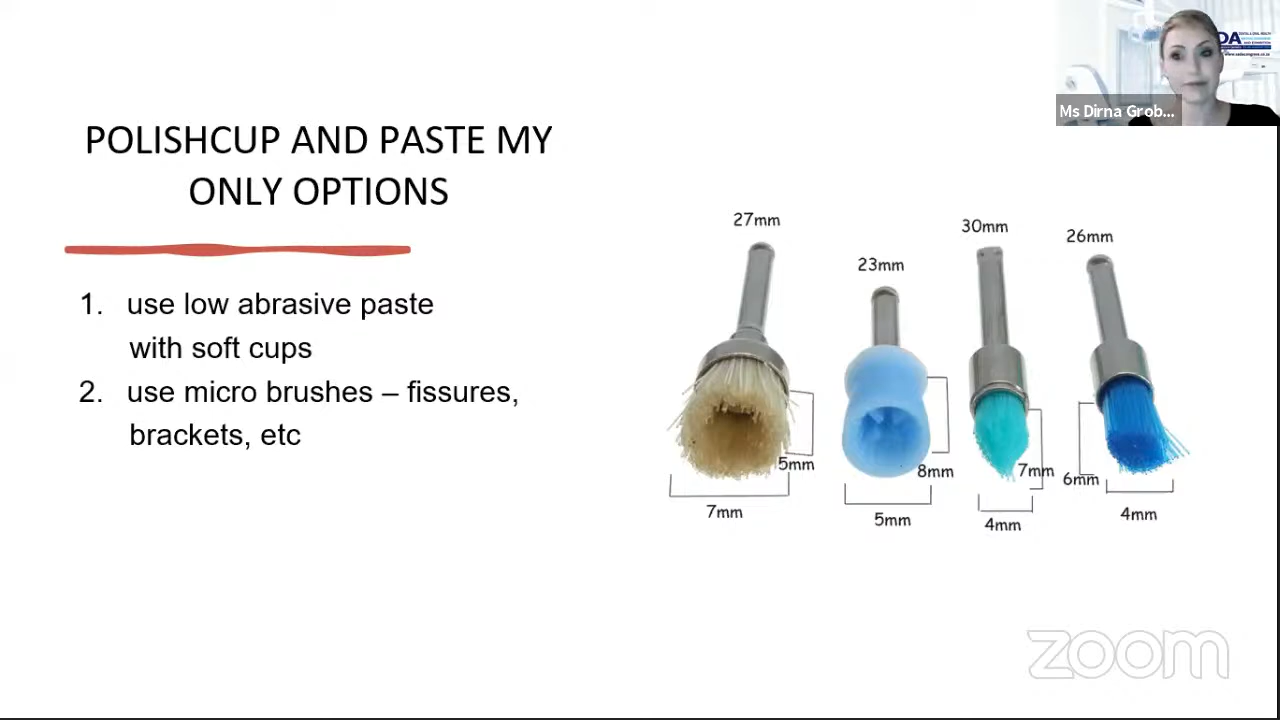 DA
Ms Dirna Grob...
POLISHCUP AND PASTE MY
ONLY OPTIONS
1. use low abrasive paste
with soft cups
2. use micro brushes – fissures,
brackets, etc
27mm
23mm
30mm
26mm
5mm
8mm
7mm
6mm
7mm
5mm
4mm
4mm
zoom